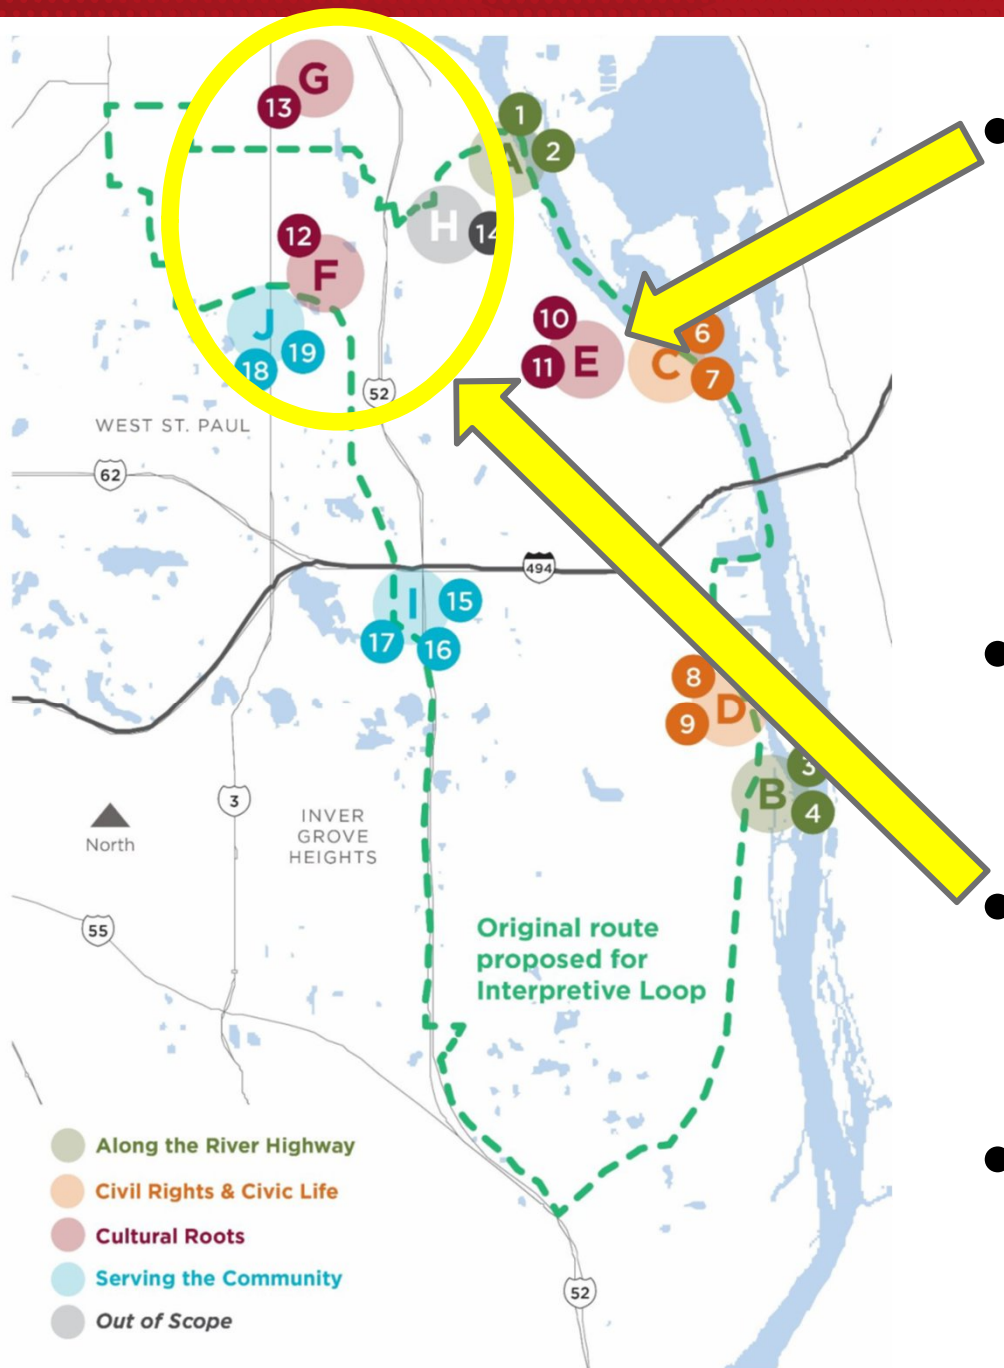 G
13
1
A
2
H
14
12
F
J
19
18
10
11
E
C
6
7
52
WEST ST. PAUL
62
494
I
15
17
16
8
9
D
3
B
4
3
North
INVER
GROVE
HEIGHTS
55
Original route
proposed for
Interpretive Loop
Along the River Highway
Civil Rights & Civic Life
Cultural Roots
Serving the Community
Out of Scope
52